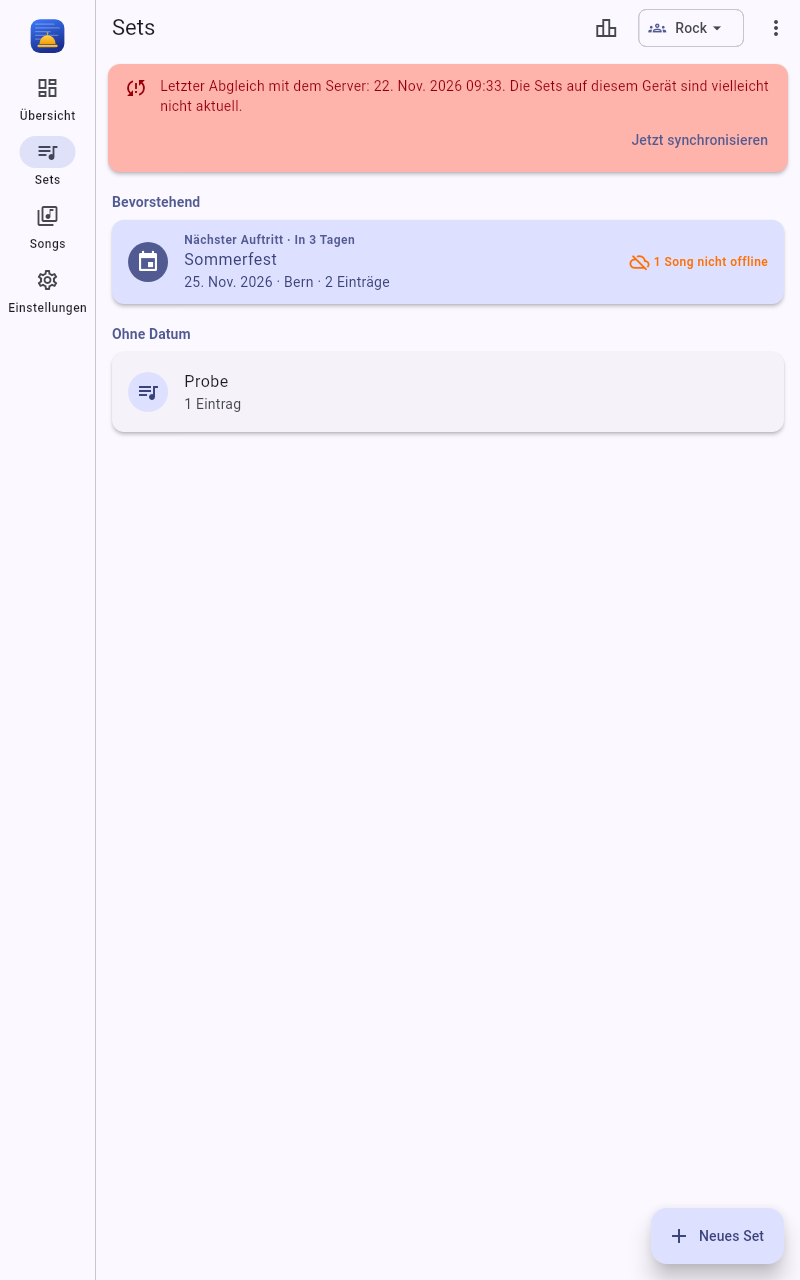 Sets
Rock
Übersicht
Sets
Songs
Einstellungen
Letzter Abgleich mit dem Server: 22. Nov. 2026 09:33. Die Sets auf diesem Gerät sind vielleicht
nicht aktuell.
Jetzt synchronisieren
Bevorstehend
Nächster Auftritt · In 3 Tagen
Sommerfest
25. Nov. 2026 · Bern · 2 Einträge
1 Song nicht offline
Ohne Datum
Probe
1 Eintrag
Neues Set